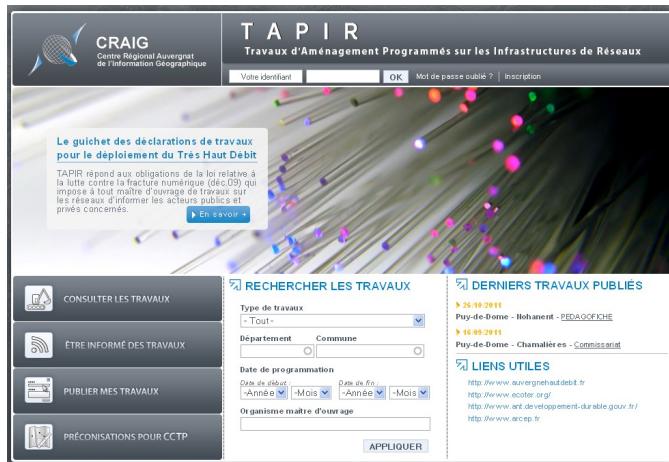 CRAIG
Centre Régional Auvergnat
de l'Information Géographique
TAPIR
Travaux d'Aménagement Programmés sur les Infrastructures de Réseaux
Votre identifiant
OK
Mot de passe oublié ? | Inscription
Le guichet des déclarations de travaux
pour le déploiement du Très Haut Débit
TAPIR répond aux obligations de la loi relative à
la lutte contre la fracture numérique (déc.09) qui
impose à tout maître d'ouvrage de travaux sur
les réseaux d'informer les acteurs publics et
privés concernés.
En savoir +
CONSULTER LES TRAVAUX
ÊTRE INFORMÉ DES TRAVAUX
PUBLIER MES TRAVAUX
PRÉCONISATIONS POUR CCTP
RECHERCHER LES TRAVAUX
Type de travaux
- Tout-
Département Commune
Date de programmation
Date de début : Date de fin :
-Année -Mois -Année -Mois
Organisme maître d'ouvrage
APPLIQUER
DERNIERS TRAVAUX PUBLIÉS
26/10/2011
Puy-de-Dome - Nohanent - PEDAGOFICHE
16/09/2011
Puy-de-Dome - Chamalières - Commissariat
LIENS UTILES
http://www.auvergnehautdebit.fr
http://www.ecoter.org/
http://www.ant.developpement-durable.gouv.fr/
http://www.arcep.fr